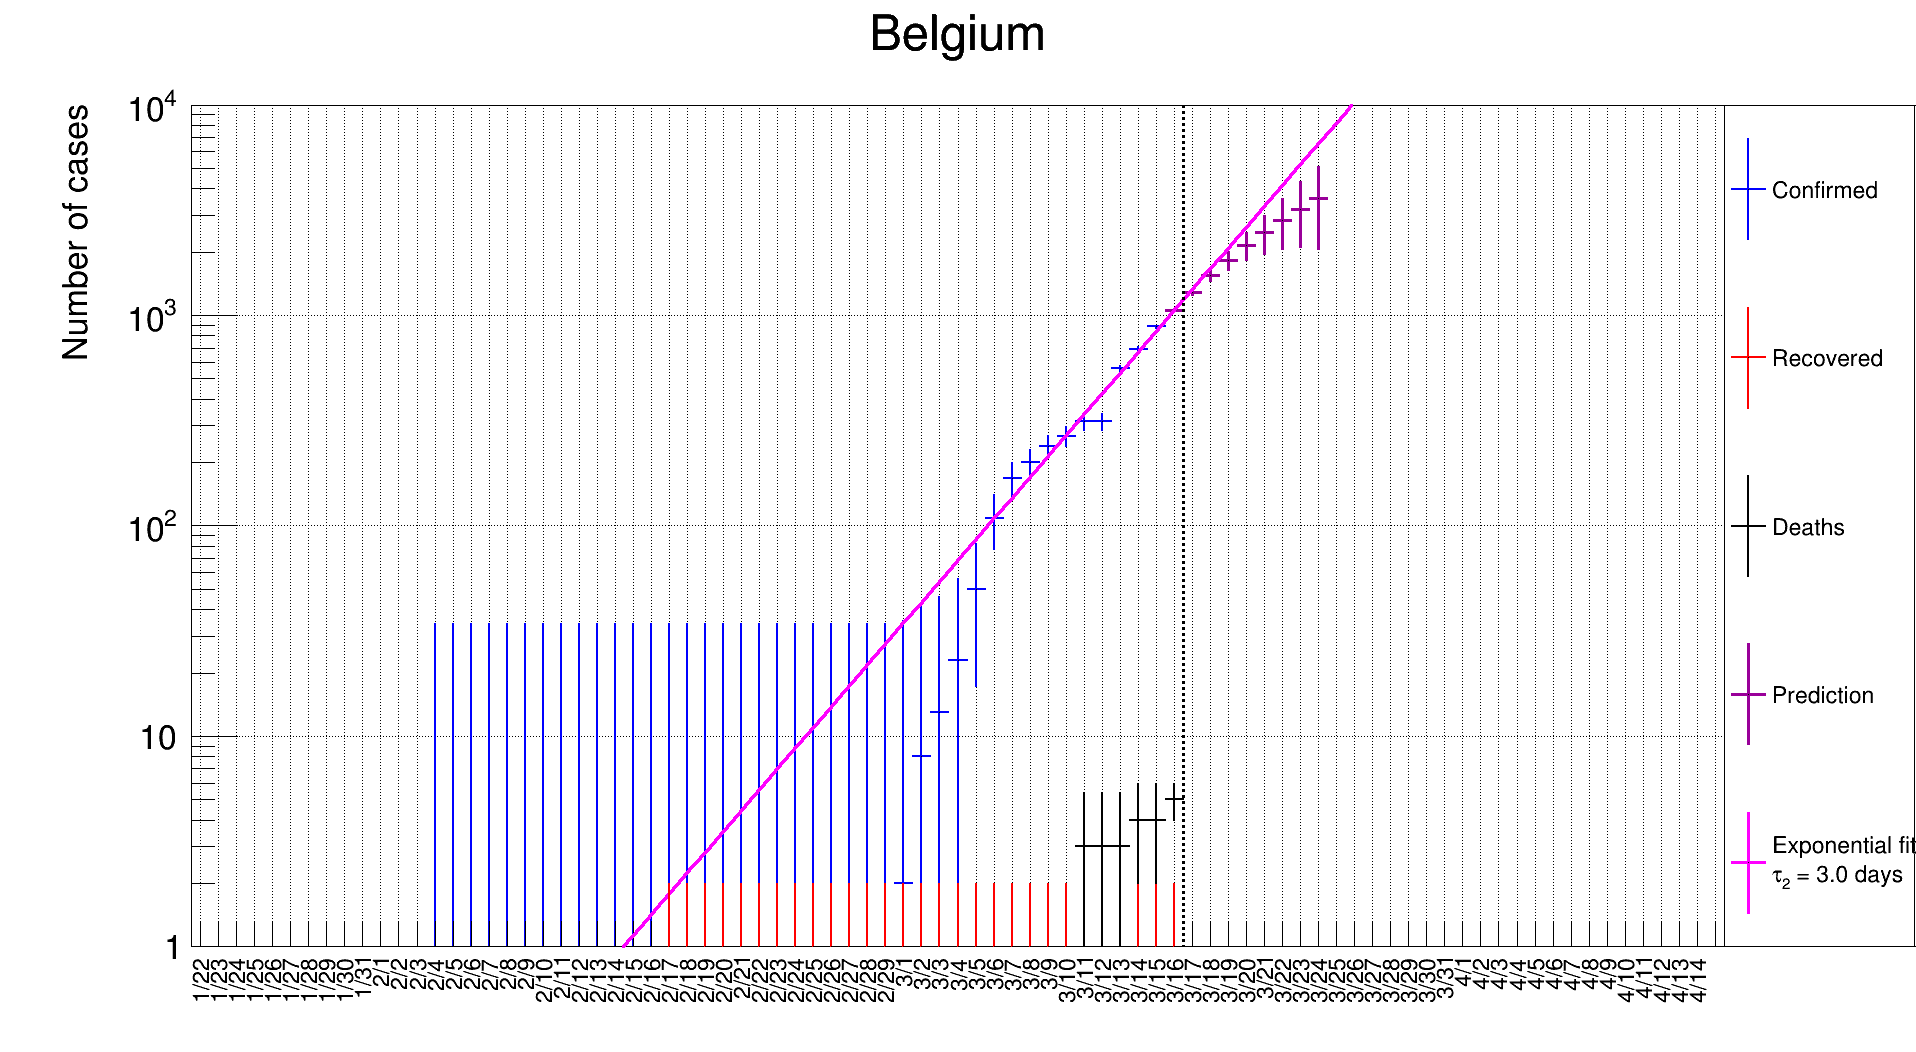 Belgium
Number of cases
10^4
10^3
10^2
10
1
1/22 1/23 1/24 1/25 1/26 1/27 1/28 1/29 1/30 1/31 2/1 2/2 2/3 2/4 2/5 2/6 2/7 2/8 2/9 2/10 2/11 2/12 2/13 2/14 2/15 2/16 2/17 2/18 2/19 2/20 2/21 2/22 2/23 2/24 2/25 2/26 2/27 2/28 2/29 3/1 3/2 3/3 3/4 3/5 3/6 3/7 3/8 3/9 3/10 3/11 3/12 3/13 3/14 3/15 3/16 3/17 3/18 3/19 3/20 3/21 3/22 3/23 3/24 3/25 3/26 3/27 3/28 3/29 3/30 3/31 4/1 4/2 4/3 4/4 4/5 4/6 4/7 4/8 4/9 4/10 4/11 4/12 4/13 4/14
Confirmed
Recovered
Deaths
Prediction
Exponential fit
τ₂ = 3.0 days